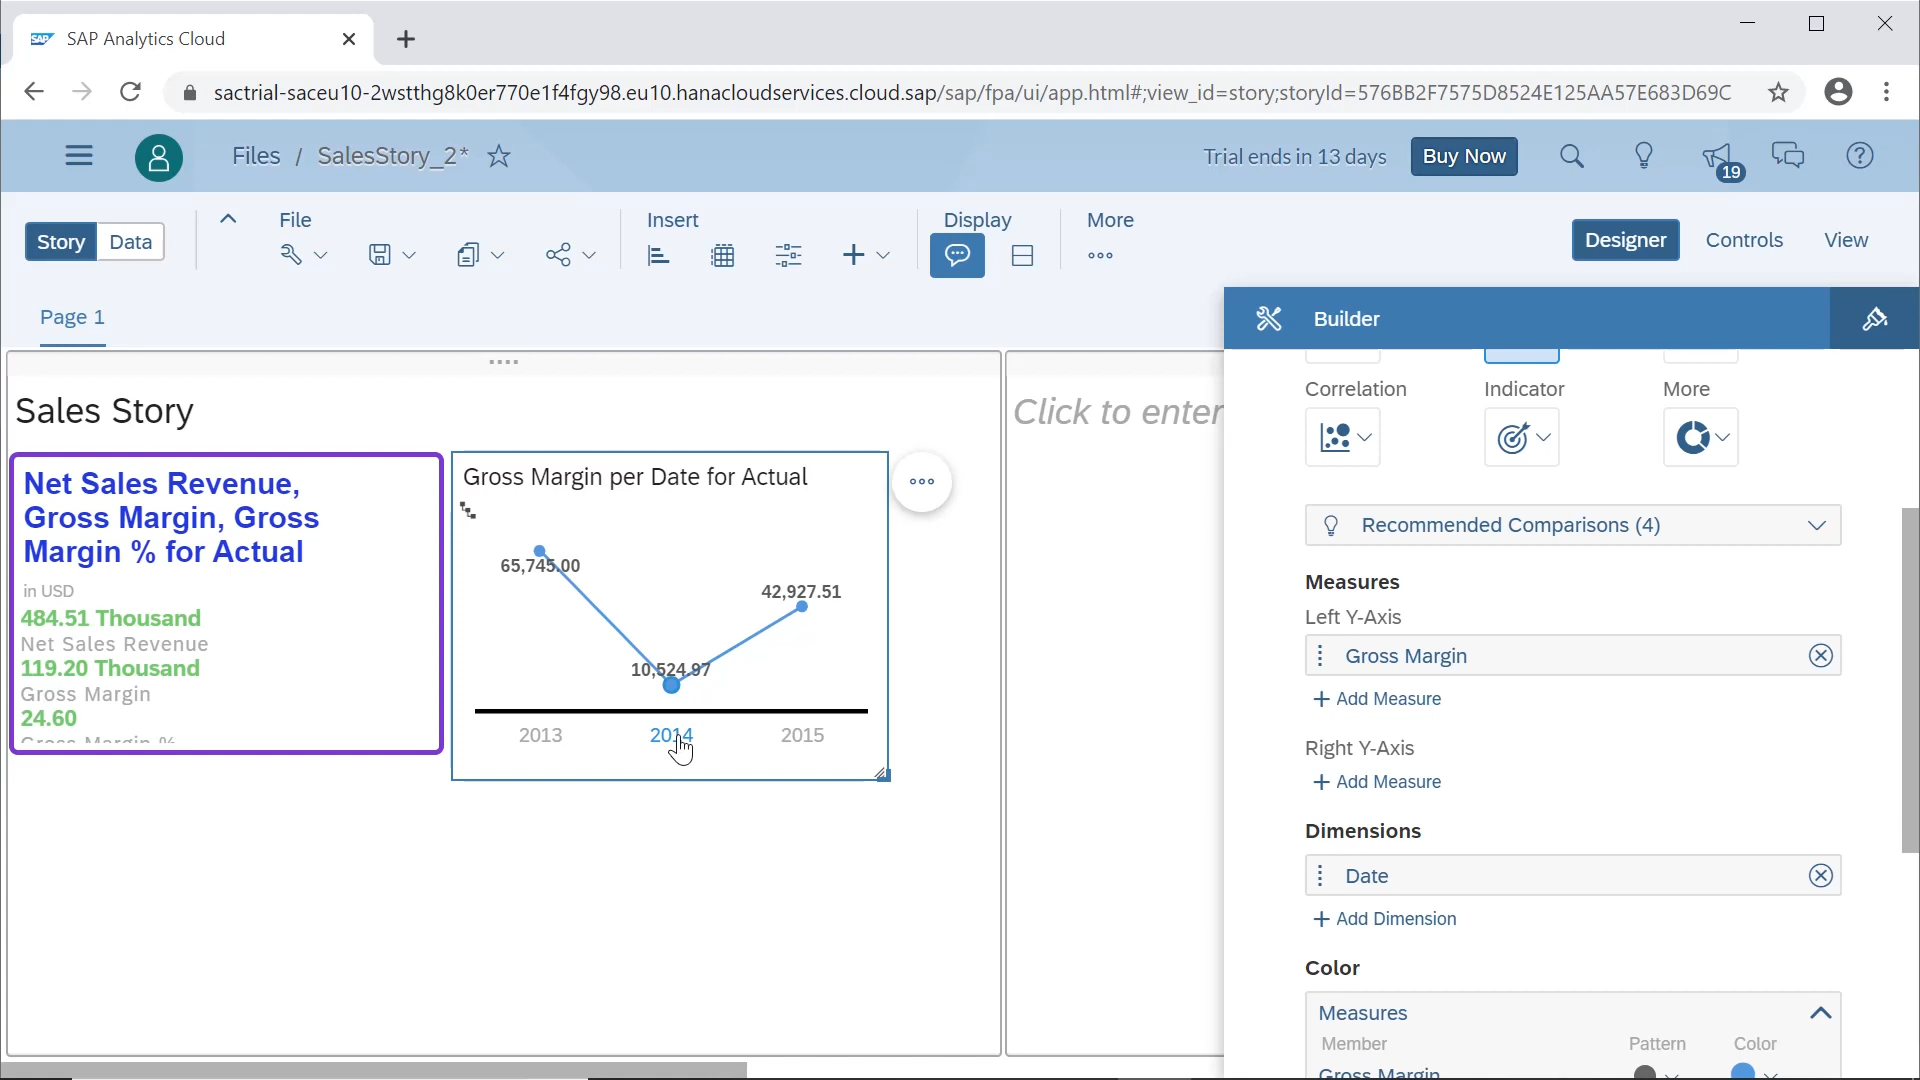 SAP Analytics Cloud
sactrial-saceu10-2wstthg8k0er770e1f4fgy98.eu10.hanacloudservices.cloud.sap/sap/fpa/ui/app.html#;view_id=story;storyId=576BB2F7575D8524E125AA57E683D69C
Files / SalesStory_2*
Trial ends in 13 days
Buy Now
19
Story
Data
File
Insert
Display
More
Designer
Controls
View
Page 1
Builder
Sales Story
Net Sales Revenue,
Gross Margin, Gross
Margin % for Actual
in USD
484.51 Thousand
Net Sales Revenue
119.20 Thousand
Gross Margin
24.60
Gross Margin %
Gross Margin per Date for Actual
65,745.00
42,927.51
10,524.97
2013
2014
2015
Click to enter
Correlation
Indicator
More
Recommended Comparisons (4)
Measures
Left Y-Axis
Gross Margin
+ Add Measure
Right Y-Axis
+ Add Measure
Dimensions
Date
+ Add Dimension
Color
Measures
Member
Pattern
Color
Gross Margin